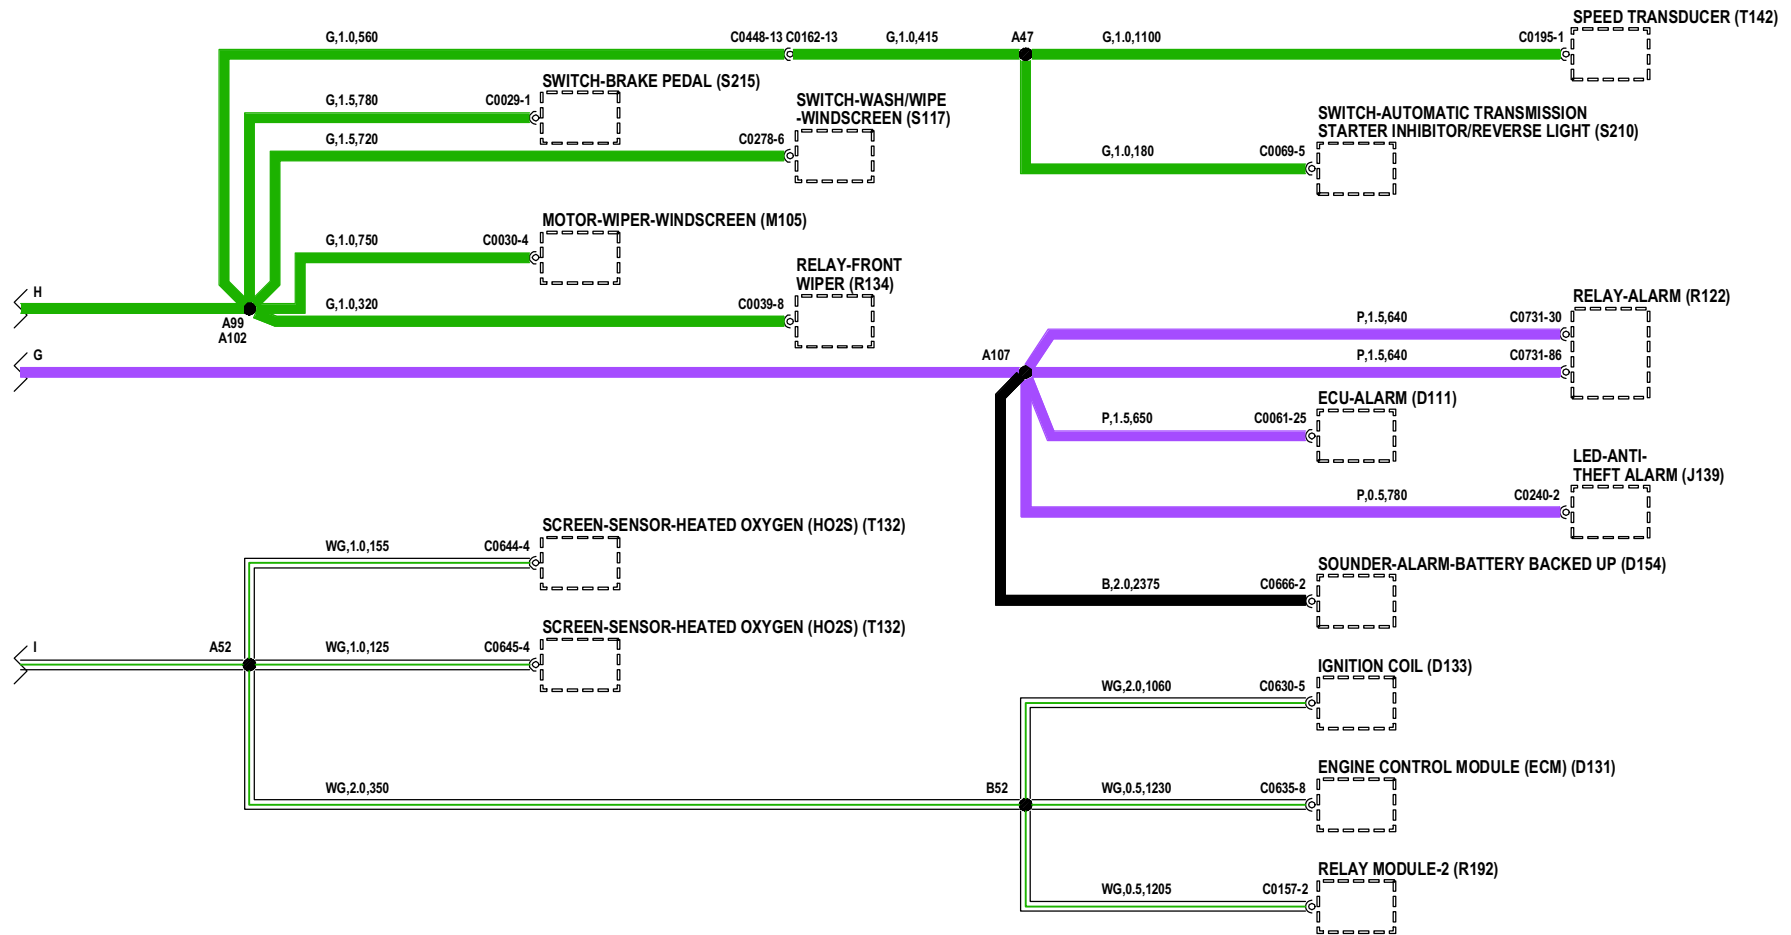 SPEED TRANSDUCER (T142)
G,1.0,560
C0448-13 C0162-13
G,1.0,415
A47
G,1.0,1100
C0195-1
SWITCH-BRAKE PEDAL (S215)
G,1.5,780
C0029-1
SWITCH-WASH/WIPE
-WINDSCREEN (S117)
G,1.5,720
C0278-6
SWITCH-AUTOMATIC TRANSMISSION
STARTER INHIBITOR/REVERSE LIGHT (S210)
G,1.0,180
C0069-5
MOTOR-WIPER-WINDSCREEN (M105)
G,1.0,750
C0030-4
RELAY-FRONT
WIPER (R134)
H
G,1.0,320
C0039-8
A99
A102
RELAY-ALARM (R122)
P,1.5,640
C0731-30
G
A107
P,1.5,640
C0731-86
ECU-ALARM (D111)
P,1.5,650
C0061-25
LED-ANTI-
THEFT ALARM (J139)
P,0.5,780
C0240-2
SCREEN-SENSOR-HEATED OXYGEN (HO2S) (T132)
WG,1.0,155
C0644-4
SOUNDER-ALARM-BATTERY BACKED UP (D154)
B,2.0,2375
C0666-2
SCREEN-SENSOR-HEATED OXYGEN (HO2S) (T132)
I
A52
WG,1.0,125
C0645-4
IGNITION COIL (D133)
WG,2.0,1060
C0630-5
ENGINE CONTROL MODULE (ECM) (D131)
WG,2.0,350
B52
WG,0.5,1230
C0635-8
RELAY MODULE-2 (R192)
WG,0.5,1205
C0157-2